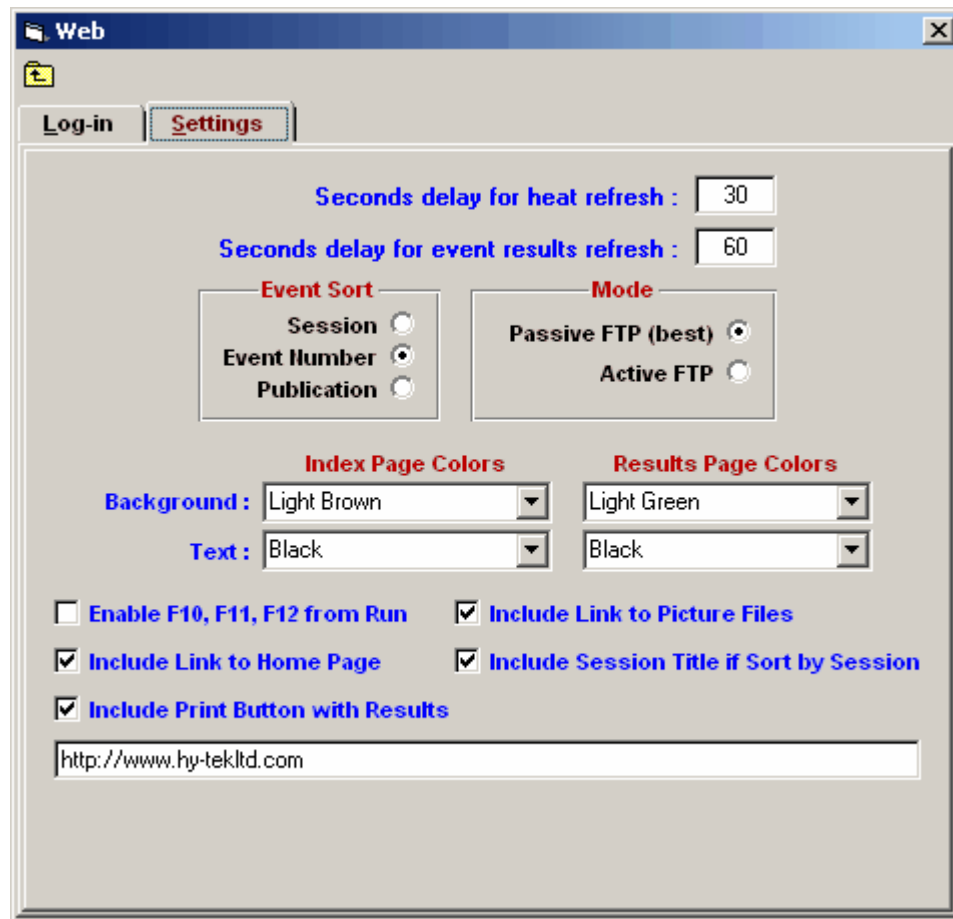 Web
Log-in Settings
Seconds delay for heat refresh : 30
Seconds delay for event results refresh : 60
Event Sort Mode
Session
Passive FTP (best)
Event Number
Active FTP
Publication
Index Page Colors Results Page Colors
Background : Light Brown Light Green
Text : Black Black
Enable F10, F11, F12 from Run Include Link to Picture Files
Include Link to Home Page Include Session Title if Sort by Session
Include Print Button with Results
http://www.hy-tekltd.com